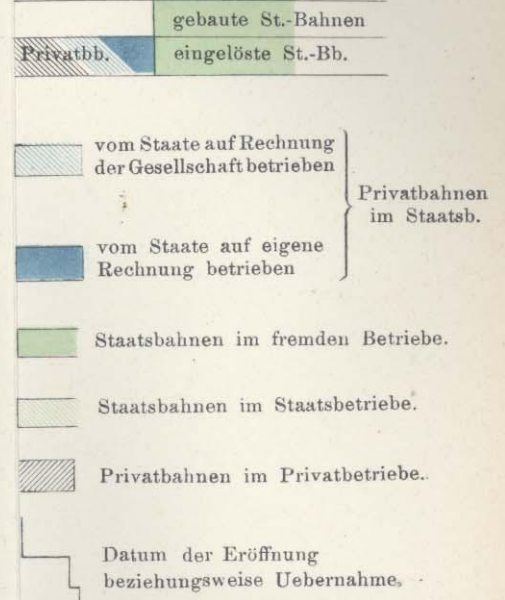 gebaute St.-Bahnen
Privatbb. eingelöste St.-Bb.
vom Staate auf Rechnung
der Gesellschaft betrieben
Privatbahnen
im Staatsb.
vom Staate auf eigene
Rechnung betrieben
Staatsbahnen im fremden Betriebe.
Staatsbahnen im Staatsbetriebe.
Privatbahnen im Privatbetriebe.
Datum der Eröffnung
beziehungsweise Uebernahme.